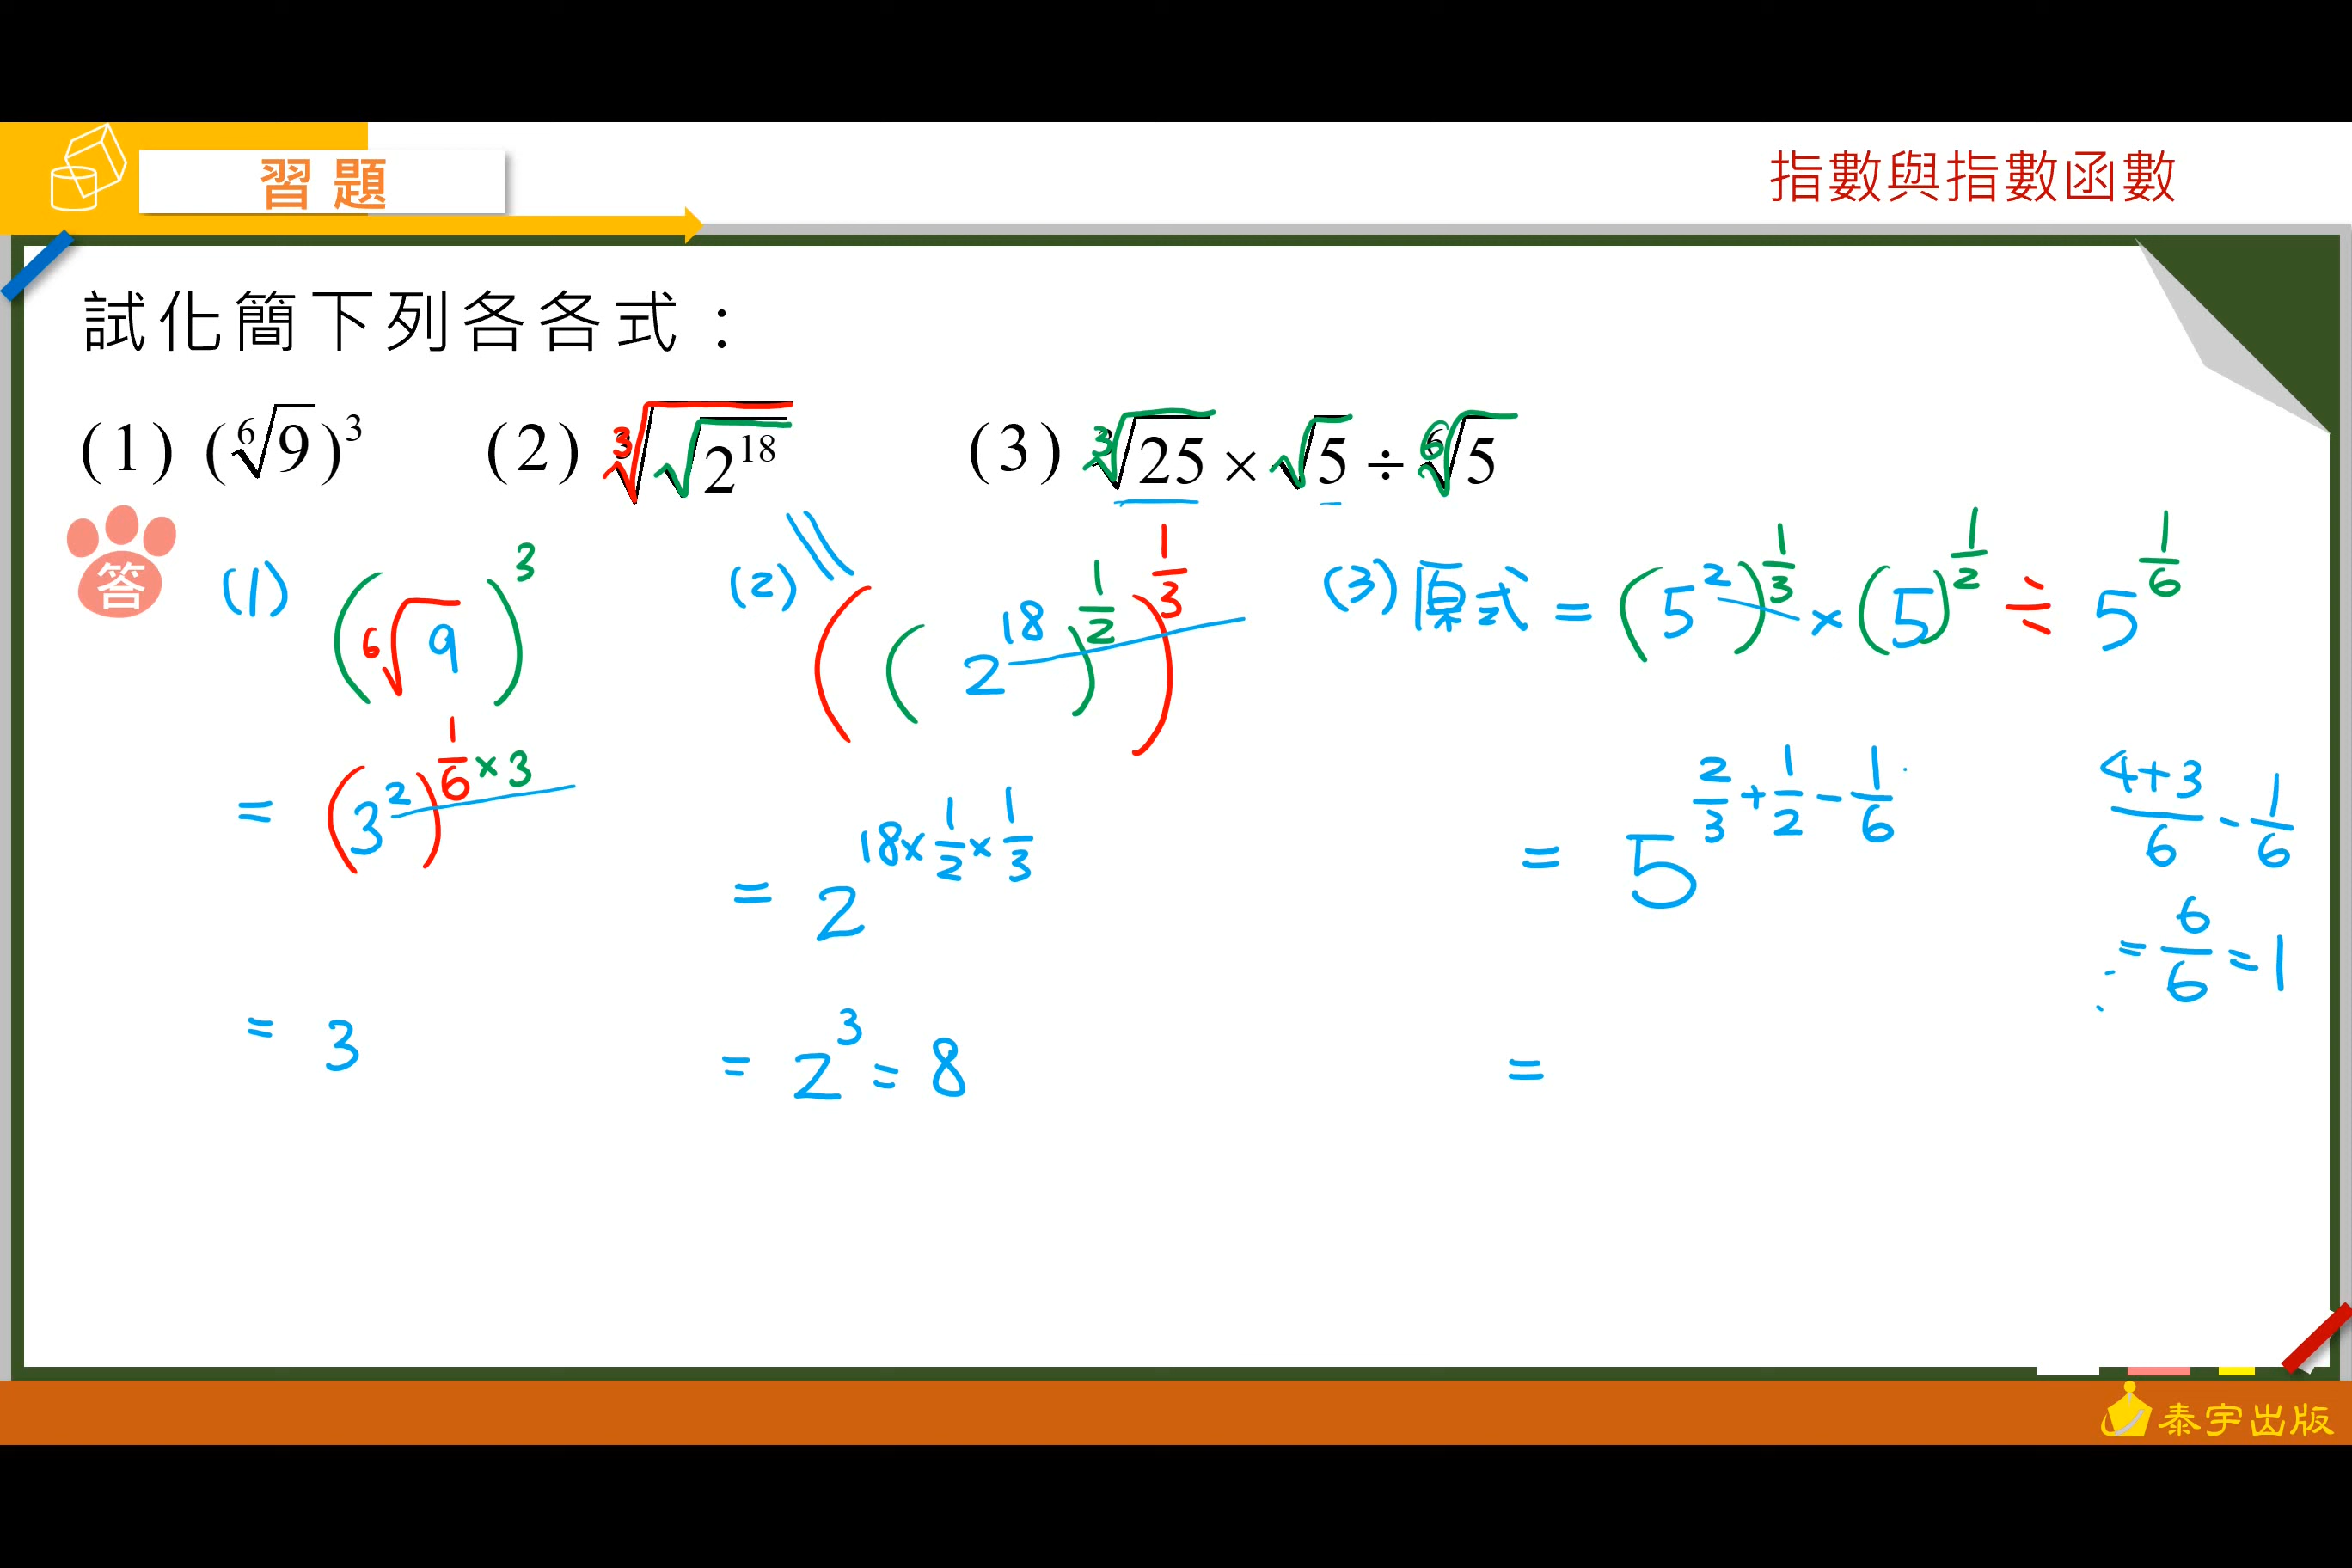 習題
指數與指數函數
試化簡下列各各式：
(1) (⁶√9)³ (2) ³√(√(2¹⁸)) (3) ³√25 × √5 ÷ ⁶√5
答
(1) (⁶√9)³
= (3²)^(1/6 × 3)
= 3
(2) ((2¹⁸)^(1/2))^(1/3)
= 2^(18 × 1/2 × 1/3)
= 2³ = 8
(3) 原式 = (5²)^(1/3) × (5)^(1/2) ÷ 5^(1/6)
= 5^(2/3 + 1/2 − 1/6)
(4+3)/6 − 1/6
= 6/6 = 1
=
泰宇出版